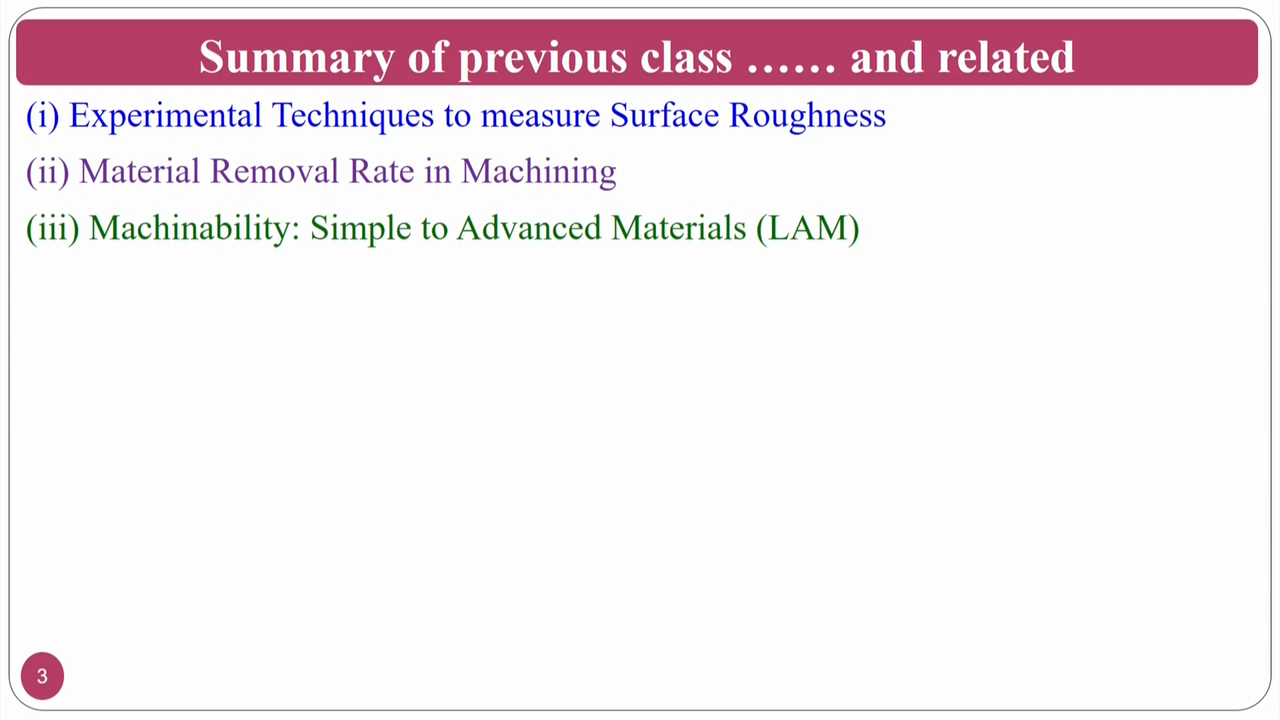 Summary of previous class …… and related
(i) Experimental Techniques to measure Surface Roughness
(ii) Material Removal Rate in Machining
(iii) Machinability: Simple to Advanced Materials (LAM)
3